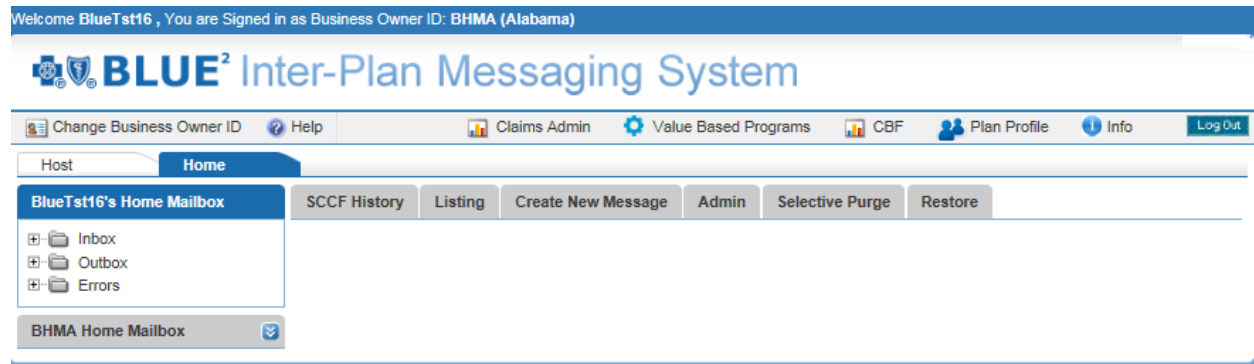 Welcome BlueTst16 , You are Signed in as Business Owner ID: BHMA (Alabama)
BLUE² Inter-Plan Messaging System
Change Business Owner ID Help Claims Admin Value Based Programs CBF Plan Profile Info Log Out
Host Home
BlueTst16's Home Mailbox SCCF History Listing Create New Message Admin Selective Purge Restore
Inbox
Outbox
Errors
BHMA Home Mailbox